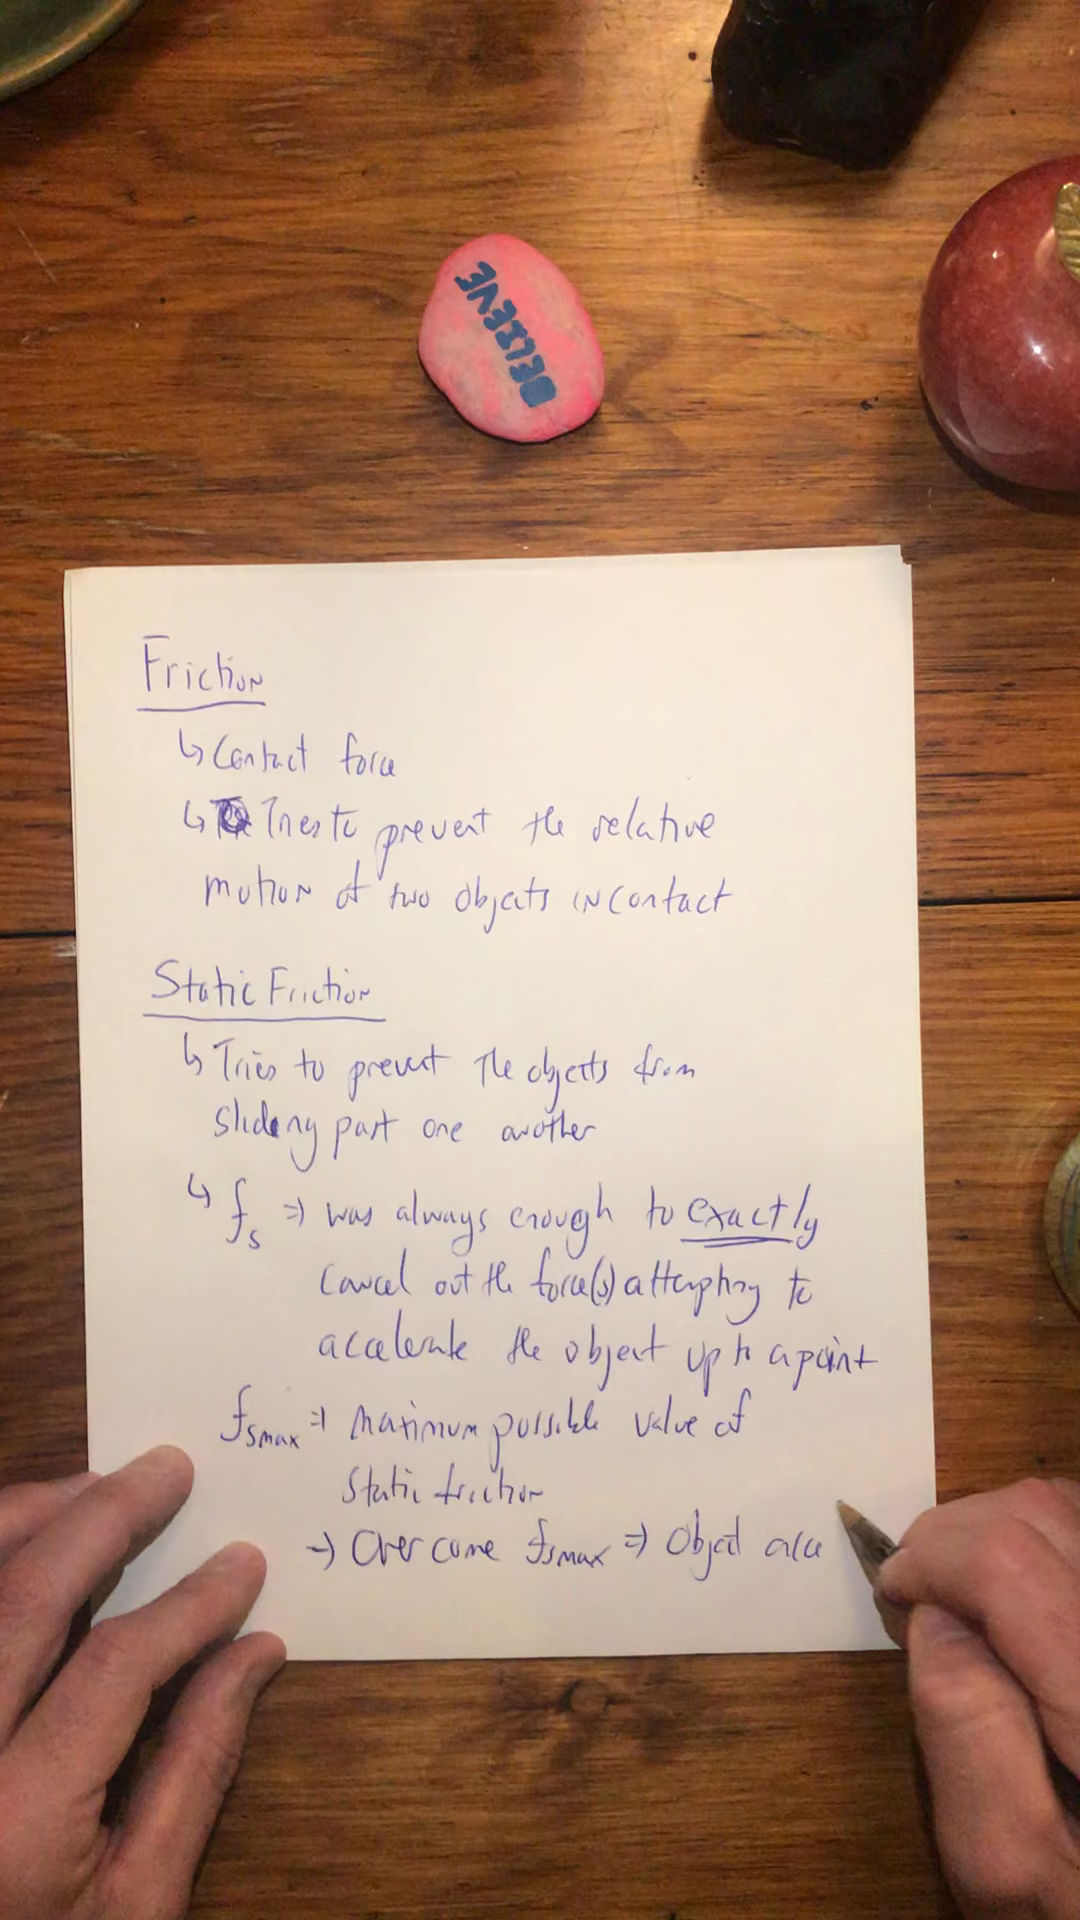 BELIEVE
Friction
↳ Contact force
↳ Tries to prevent the relative
motion of two objects in contact
Static Friction
↳ Tries to prevent the objects from
sliding past one another
↳ fs ⇒ was always enough to exactly
cancel out the force(s) attempting to
accelerate the object up to a point
fsmax ⇒ maximum possible value of
static friction
→ Overcome fsmax ⇒ Object acce